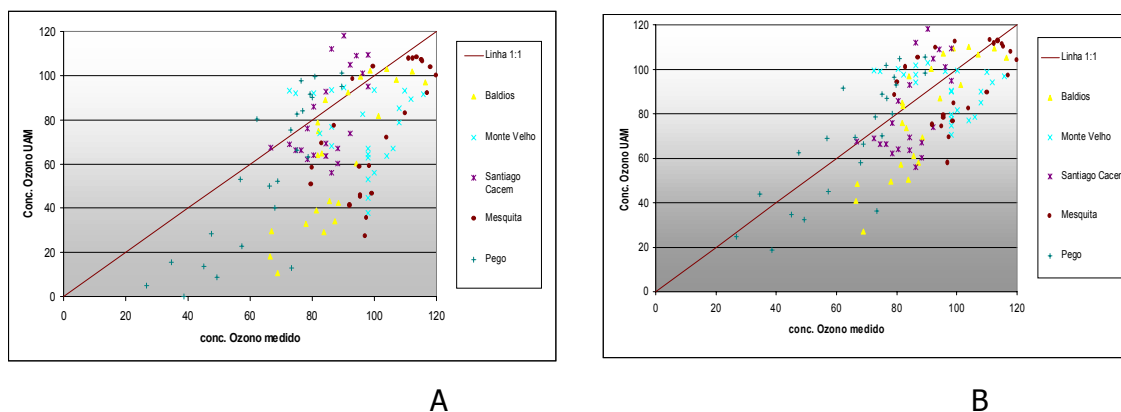 120
100
80
60
40
20
0
0 20 40 60 80 100 120
Conc. Ozono UAM
conc. Ozono medido
Linha 1:1
Baldios
Monte Velho
Santiago
Cacem
Mesquita
Pego
A
120
100
80
60
40
20
0
0 20 40 60 80 100 120
Conc. Ozono UAM
conc. Ozono medido
Linha 1:1
Baldios
Monte Velho
Santiago Cacem
Mesquita
Pego
B